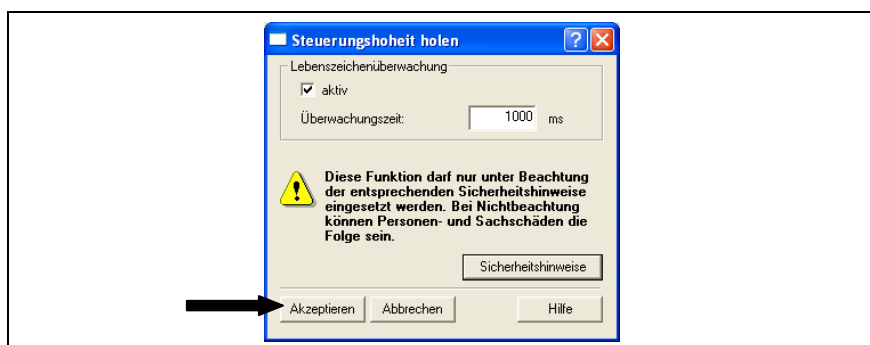 Steuerungshoheit holen
Lebenszeichenüberwachung
aktiv
Überwachungszeit: 1000 ms
Diese Funktion darf nur unter Beachtung
der entsprechenden Sicherheitshinweise
eingesetzt werden. Bei Nichtbeachtung
können Personen- und Sachschäden die
Folge sein.
Sicherheitshinweise
Akzeptieren Abbrechen Hilfe